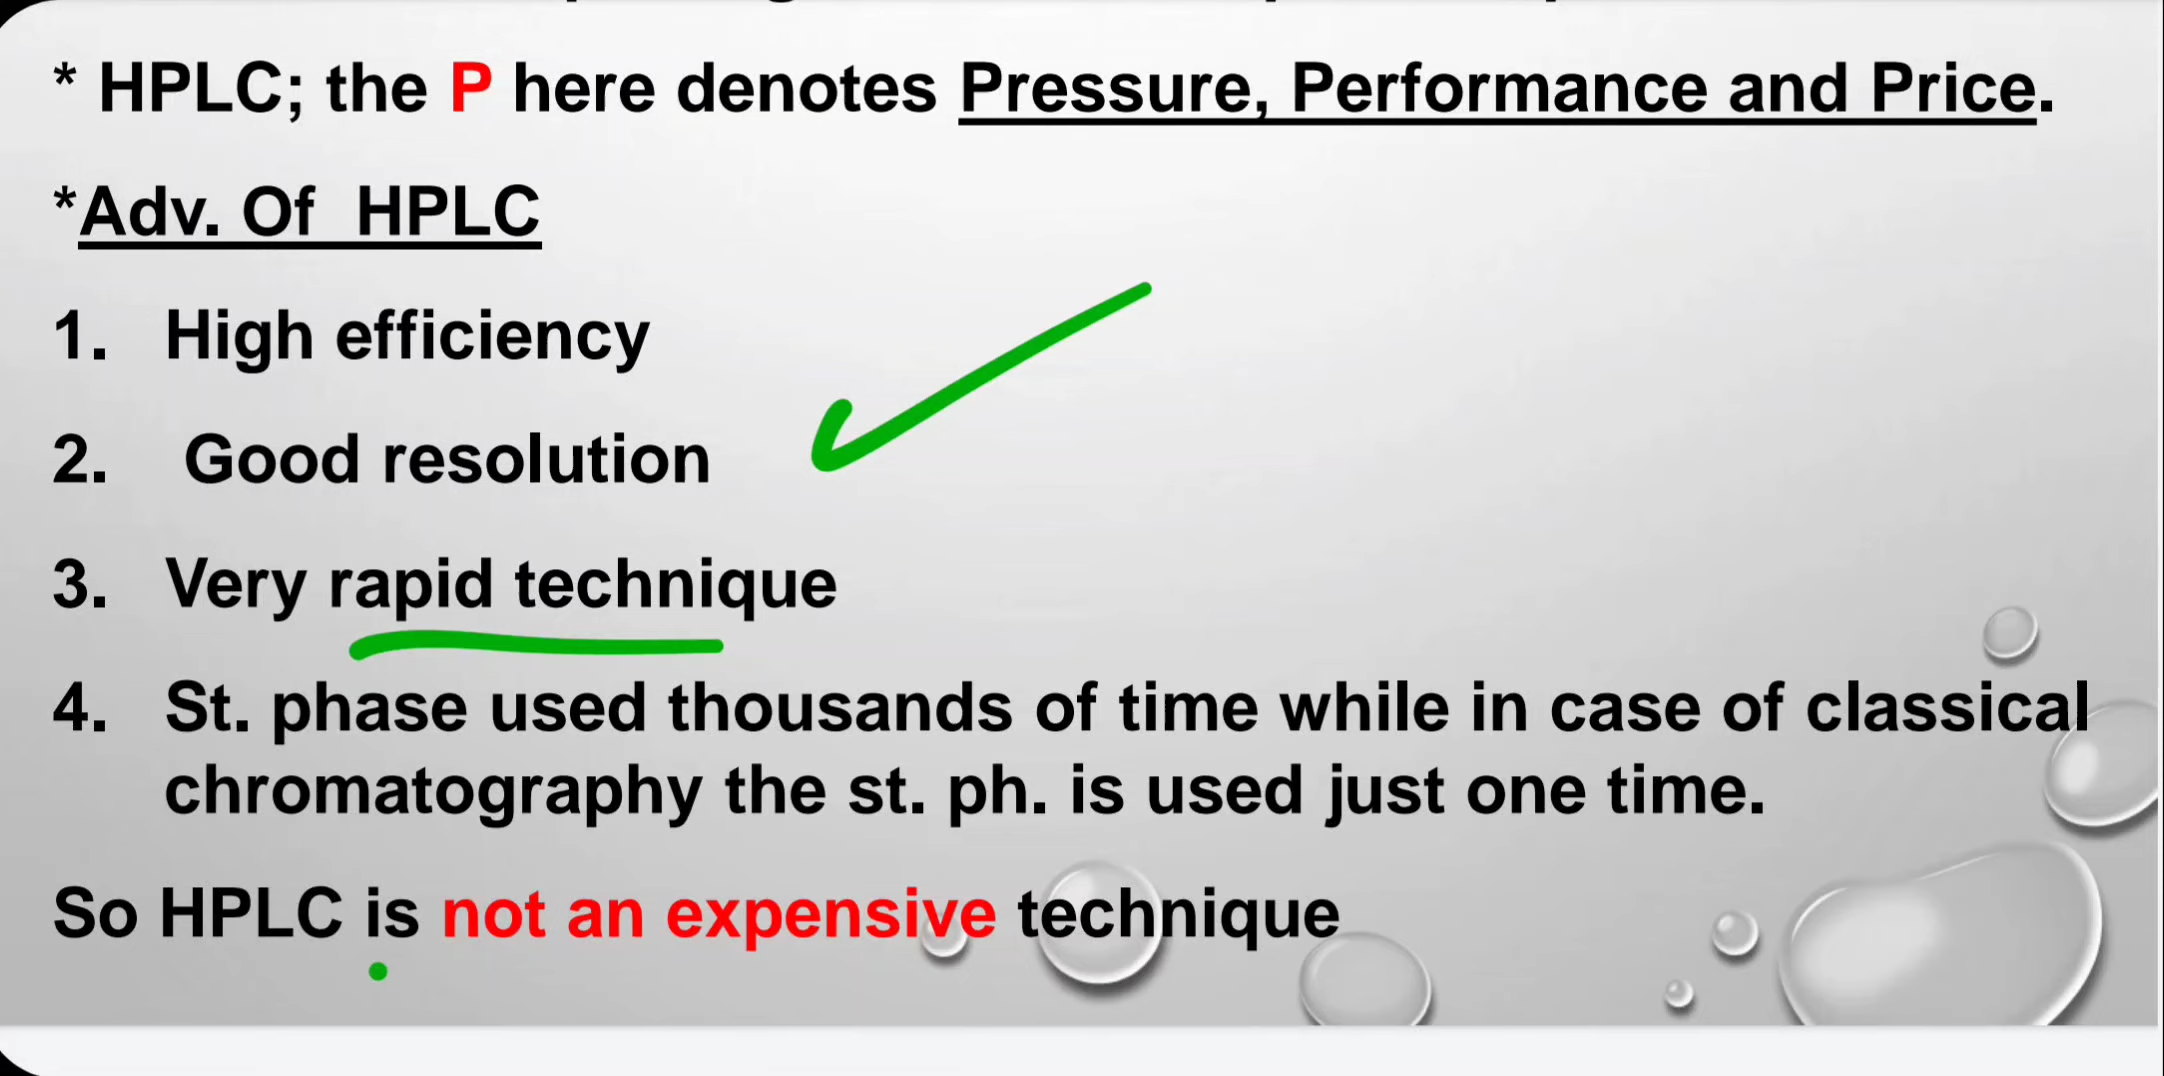 * HPLC; the P here denotes Pressure, Performance and Price.
*Adv. Of HPLC
1. High efficiency
2. Good resolution
3. Very rapid technique
4. St. phase used thousands of time while in case of classical
chromatography the st. ph. is used just one time.
So HPLC is not an expensive technique